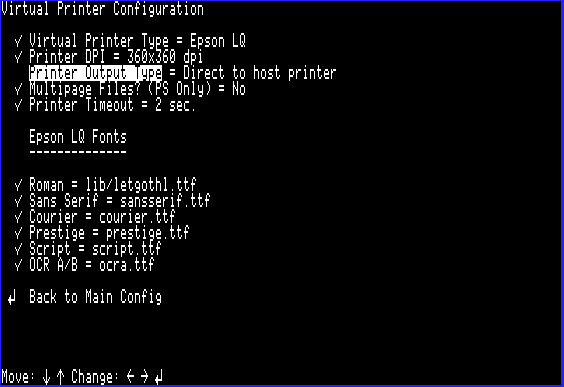 Virtual Printer Configuration
✓ Virtual Printer Type = Epson LQ
✓ Printer DPI = 360x360 dpi
Printer Output Type = Direct to host printer
✓ Multipage Files? (PS Only) = No
✓ Printer Timeout = 2 sec.
Epson LQ Fonts
--------------
✓ Roman = lib/letgothl.ttf
✓ Sans Serif = sansserif.ttf
✓ Courier = courier.ttf
✓ Prestige = prestige.ttf
✓ Script = script.ttf
✓ OCR A/B = ocra.ttf
↲ Back to Main Config
Move: ↓ ↑ Change: ← → ↲